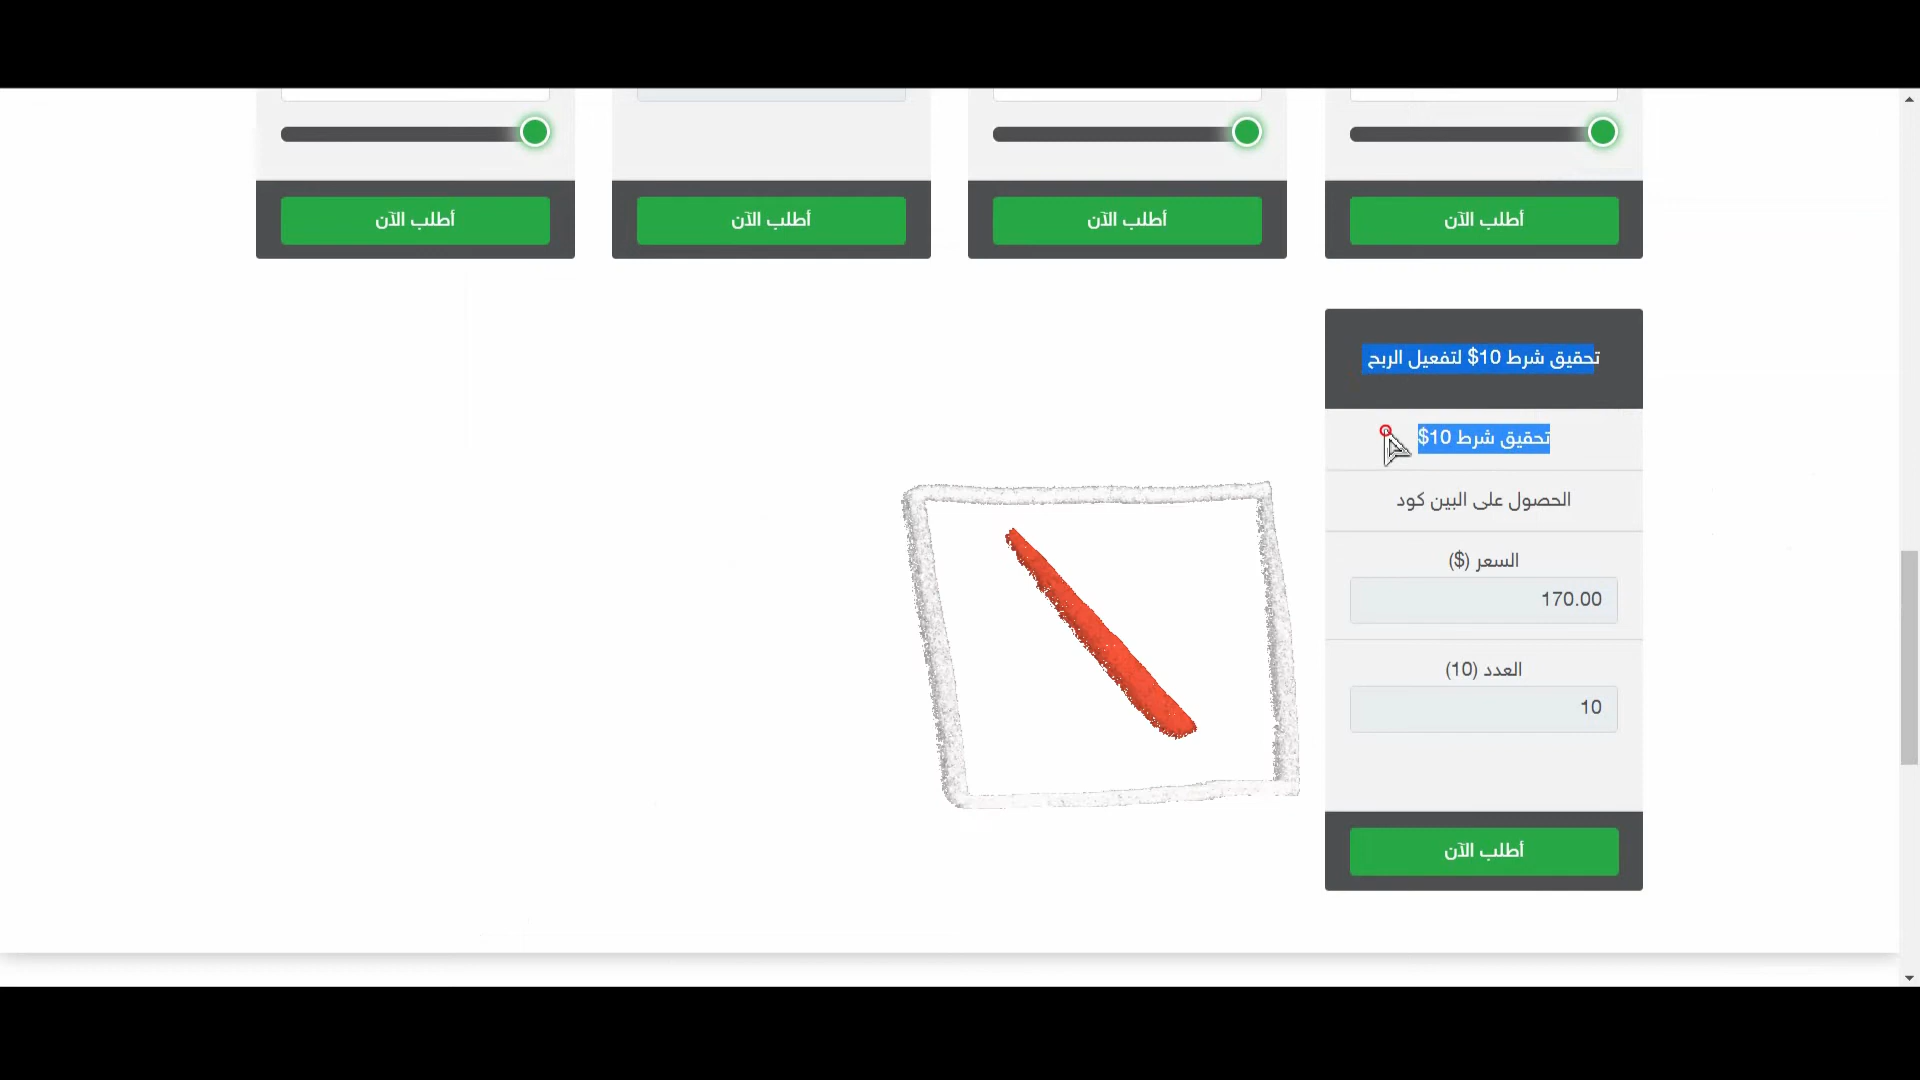 أطلب الآن
أطلب الآن
أطلب الآن
أطلب الآن
تحقيق شرط 10$ لتفعيل الربح
تحقيق شرط 10$
الحصول على البين كود
السعر ($)
170.00
العدد (10)
10
أطلب الآن